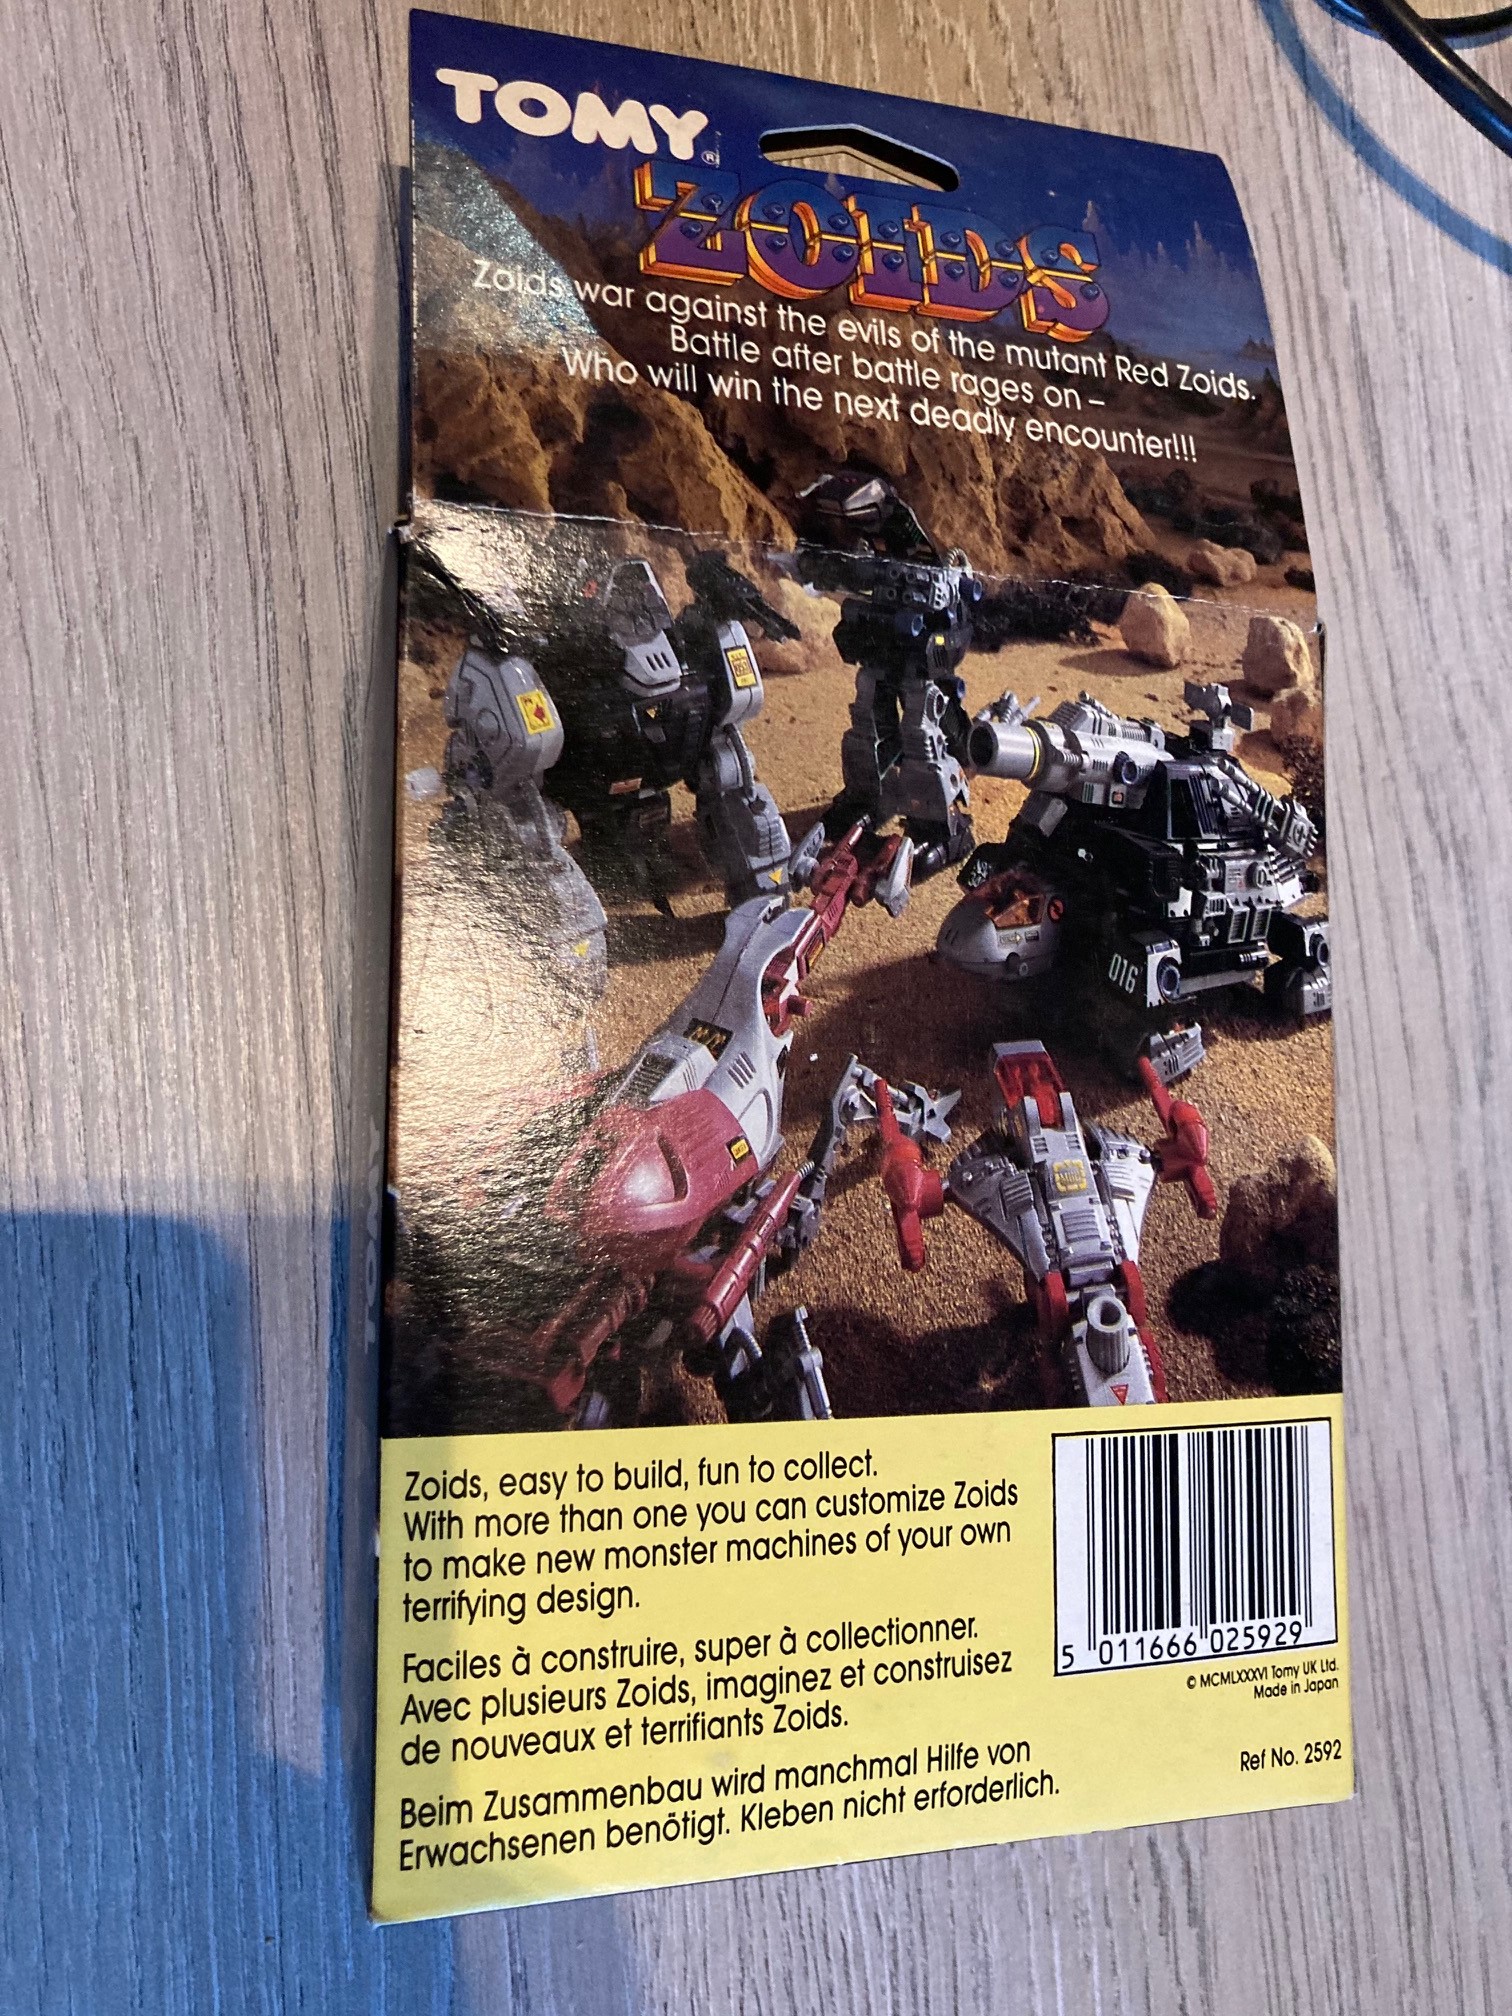 TOMY®
ZOIDS
Zoids war against the evils of the mutant Red Zoids.
Battle after battle rages on –
Who will win the next deadly encounter!!!
016
Zoids, easy to build, fun to collect.
With more than one you can customize Zoids
to make new monster machines of your own
terrifying design.
Faciles à construire, super à collectionner.
Avec plusieurs Zoids, imaginez et construisez
de nouveaux et terrifiants Zoids.
Beim Zusammenbau wird manchmal Hilfe von
Erwachsenen benötigt. Kleben nicht erforderlich.
5 011666 025929
© MCMLXXXVI Tomy UK Ltd.
Made in Japan
Ref No. 2592
TOMY